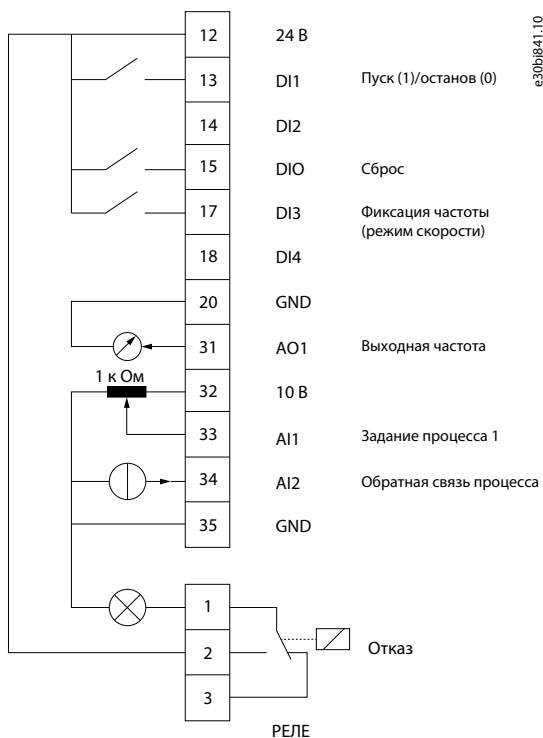 12 24 В
13 DI1 Пуск (1)/останов (0)
14 DI2
15 DIO Сброс
17 DI3 Фиксация частоты
(режим скорости)
18 DI4
20 GND
31 AO1 Выходная частота
1 к Ом
32 10 В
33 AI1 Задание процесса 1
34 AI2 Обратная связь процесса
35 GND
1
2
Отказ
3
РЕЛЕ
e30bi841.10